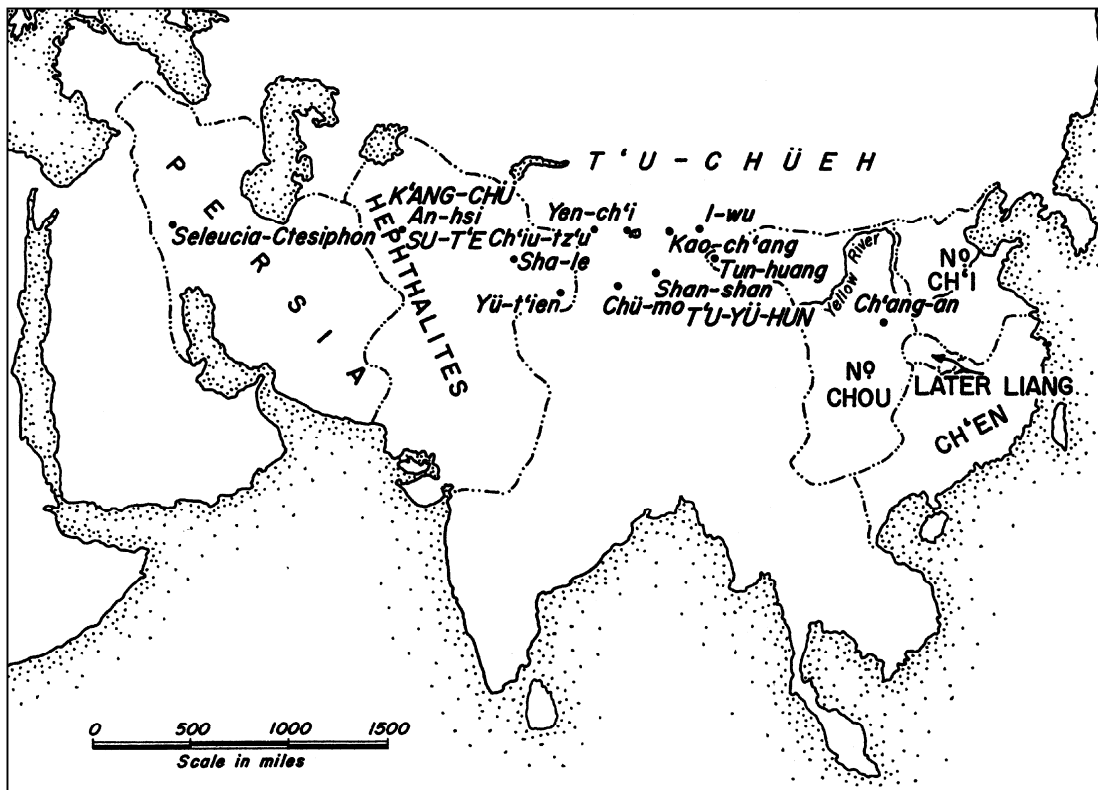 T‘U-CHÜEH
PERSIA
HEPHTHALITES
K‘ANG-CHÜ
An-hsi
SU-T‘E
Seleucia-Ctesiphon
Yen-ch‘i
Ch‘iu-tz‘u
I-wu
Kao-ch‘ang
Sha-le
Tun-huang
Shan-shan
Yü-t‘ien
Chü-mo
T‘U-YÜ-HUN
Yellow River
Nº
CH‘I
Ch‘ang-an
Nº
CHOU
LATER LIANG
CH‘EN
0 500 1000 1500
Scale in miles